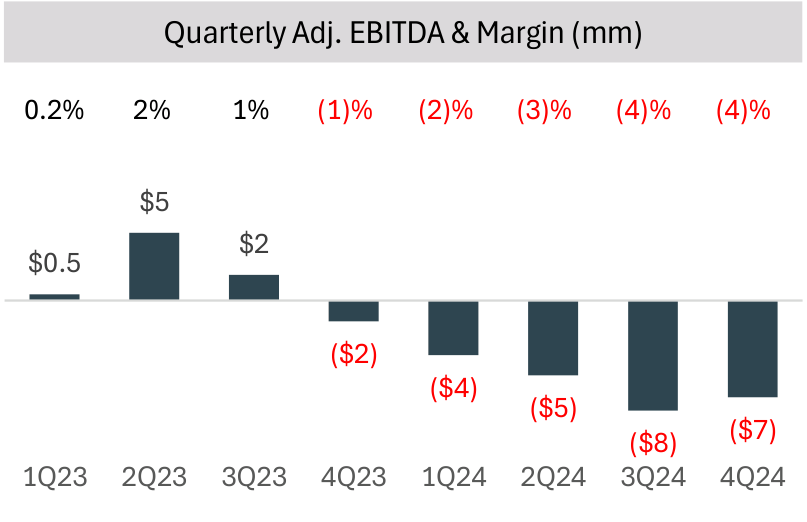 Quarterly Adj. EBITDA & Margin (mm)
0.2% 2% 1% (1)% (2)% (3)% (4)% (4)%
$5
$2
$0.5
($2)
($4)
($5)
($7)
($8)
1Q23 2Q23 3Q23 4Q23 1Q24 2Q24 3Q24 4Q24